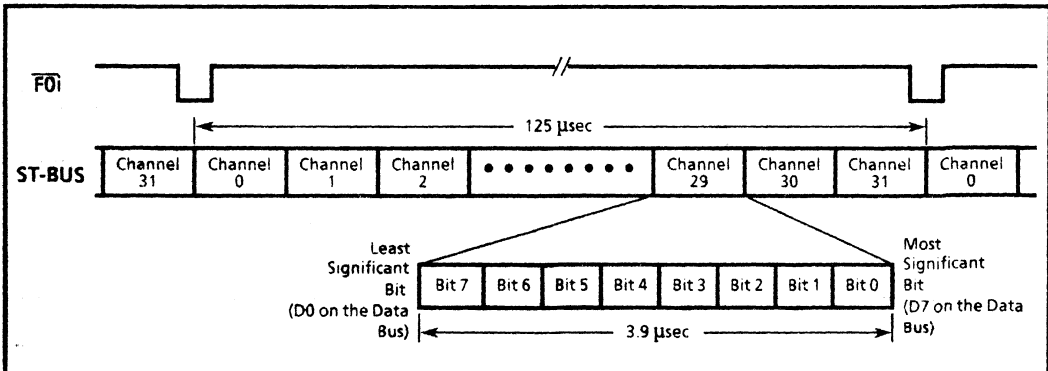 F0i
125 µsec
ST-BUS
Channel 31
Channel 0
Channel 1
Channel 2
Channel 29
Channel 30
Channel 31
Channel 0
Least
Significant
Bit
(D0 on the Data
Bus)
Bit 7
Bit 6
Bit 5
Bit 4
Bit 3
Bit 2
Bit 1
Bit 0
Most
Significant
Bit
(D7 on the Data
Bus)
3.9 µsec